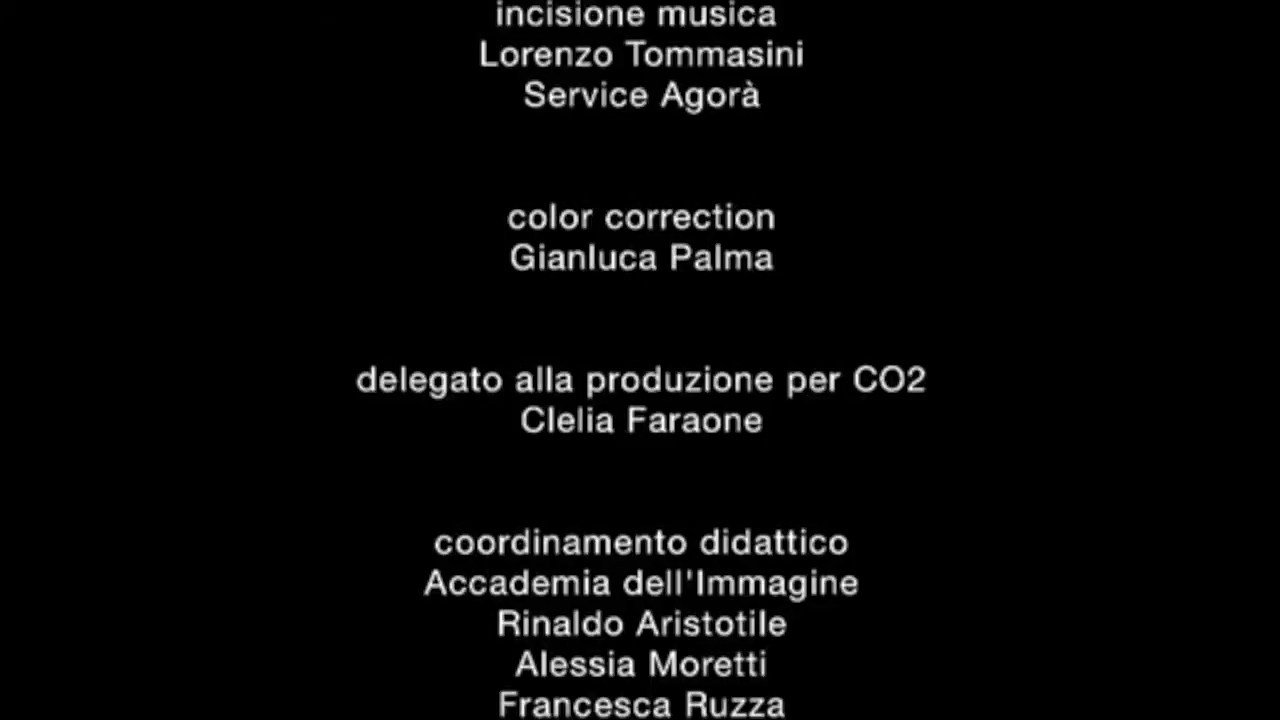 incisione musica
Lorenzo Tommasini
Service Agorà
color correction
Gianluca Palma
delegato alla produzione per CO2
Clelia Faraone
coordinamento didattico
Accademia dell'Immagine
Rinaldo Aristotile
Alessia Moretti
Francesca Ruzza